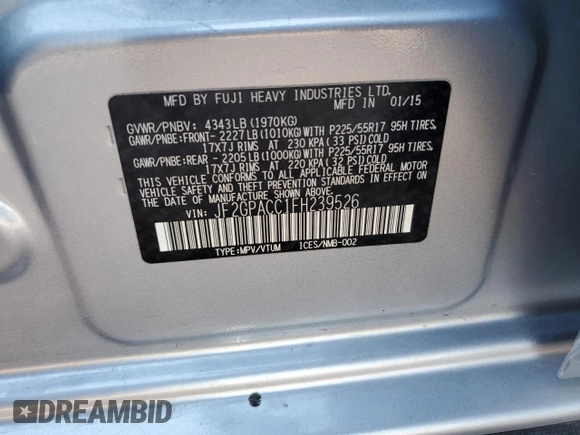 MFD BY FUJI HEAVY INDUSTRIES LTD.
MFD IN 01/15
GVWR/PNBV: 4343LB(1970KG)
GAWR/PNBE:FRONT-2227LB(1010KG)WITH P225/55R17 95H TIRES,
17X7J RIMS AT 230 KPA(33 PSI)COLD
GAWR/PNBE:REAR -2205LB(1000KG)WITH P225/55R17 95H TIRES,
17X7J RIMS AT 220 KPA(32 PSI)COLD
THIS VEHICLE CONFORMS TO ALL APPLICABLE FEDERAL MOTOR
VEHICLE SAFETY STANDARDS IN EFFECT ON
THE DATE OF MANUFACTURE SHOWN ABOVE.
VIN: JF2GPACC1FH239526
TYPE:MPV/VTUM ICES/NMB-002
DREAMBID